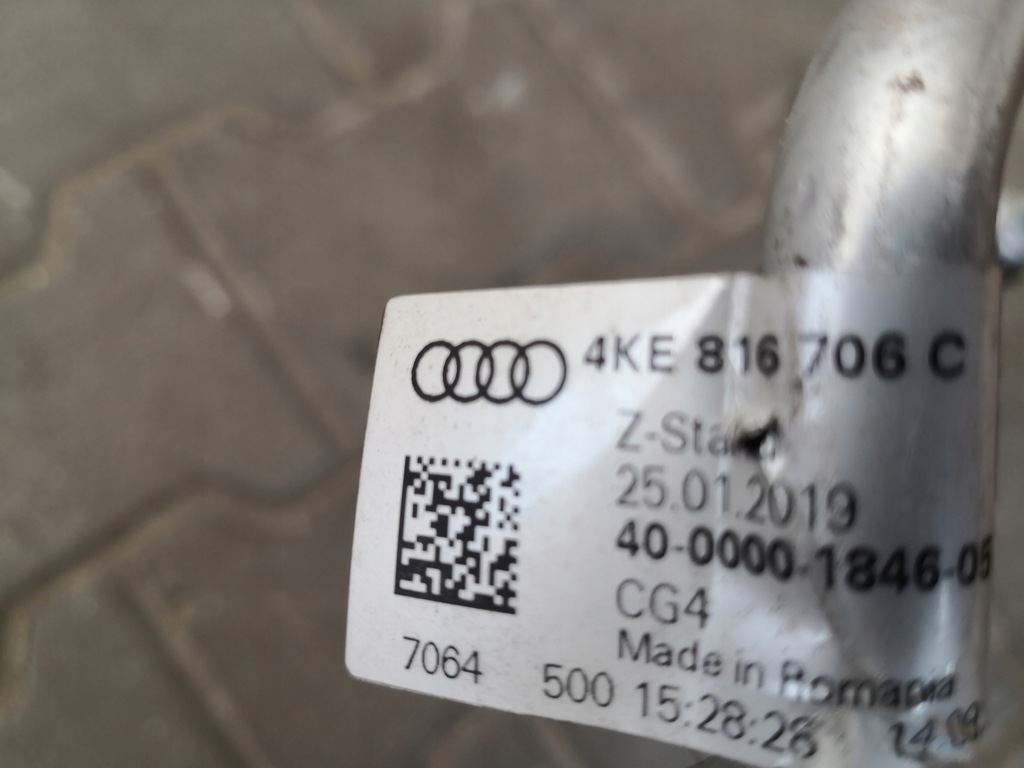 4KE 816 706 C
25.01.2019
40-0000-1846-05
CG4
Made in Romania
7064 500 15:28:26